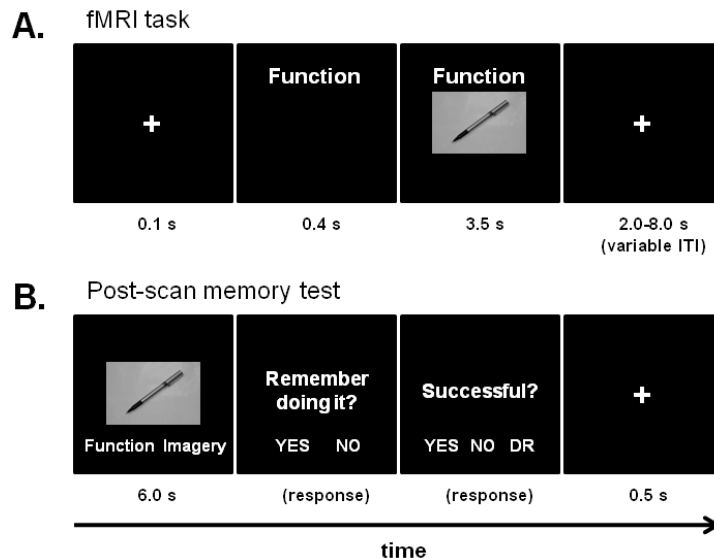 A. fMRI task
Function
Function
0.1 s
0.4 s
3.5 s
2.0-8.0 s
(variable ITI)
B. Post-scan memory test
Function Imagery
Remember
doing it?
YES NO
Successful?
YES NO DR
6.0 s
(response)
(response)
0.5 s
time